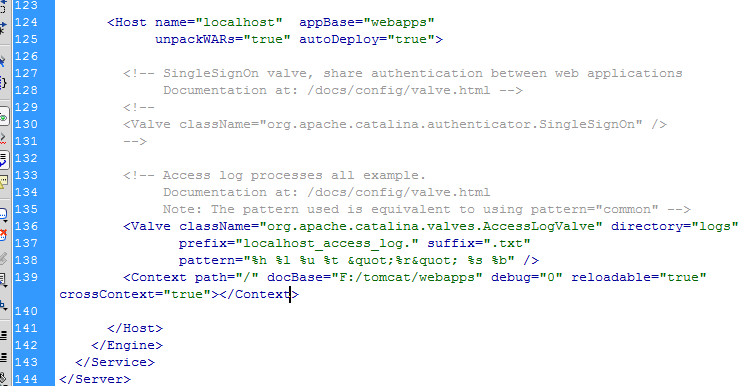 123
124 <Host name="localhost"  appBase="webapps"
125 unpackWARs="true" autoDeploy="true">
126
127 <!-- SingleSignOn valve, share authentication between web applications
128 Documentation at: /docs/config/valve.html -->
129 <!--
130 <Valve className="org.apache.catalina.authenticator.SingleSignOn" />
131 -->
132
133 <!-- Access log processes all example.
134 Documentation at: /docs/config/valve.html
135 Note: The pattern used is equivalent to using pattern="common" -->
136 <Valve className="org.apache.catalina.valves.AccessLogValve" directory="logs"
137 prefix="localhost_access_log." suffix=".txt"
138 pattern="%h %l %u %t &quot;%r&quot; %s %b" />
139 <Context path="/" docBase="F:/tomcat/webapps" debug="0" reloadable="true"
crossContext="true"></Context>
140
141 </Host>
142 </Engine>
143 </Service>
144 </Server>